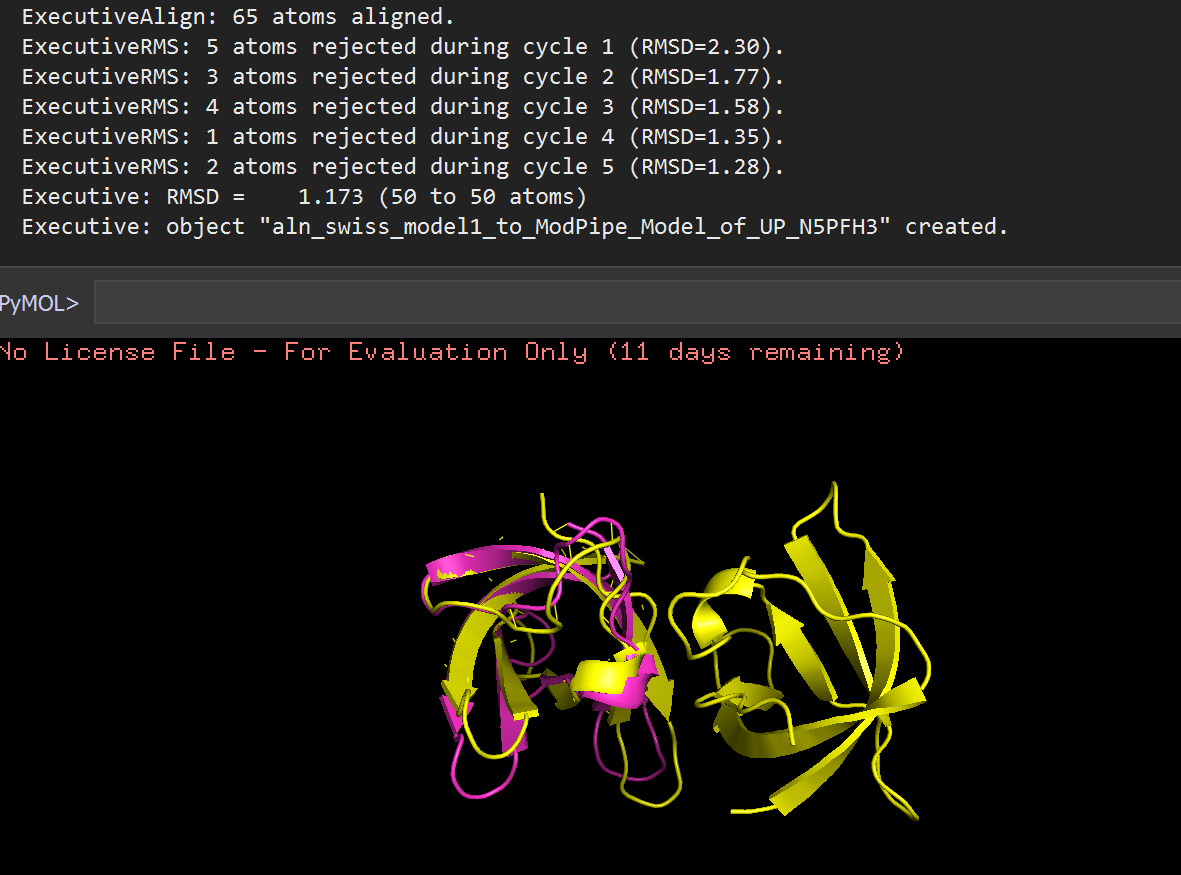 ExecutiveAlign: 65 atoms aligned.
ExecutiveRMS: 5 atoms rejected during cycle 1 (RMSD=2.30).
ExecutiveRMS: 3 atoms rejected during cycle 2 (RMSD=1.77).
ExecutiveRMS: 4 atoms rejected during cycle 3 (RMSD=1.58).
ExecutiveRMS: 1 atoms rejected during cycle 4 (RMSD=1.35).
ExecutiveRMS: 2 atoms rejected during cycle 5 (RMSD=1.28).
Executive: RMSD =    1.173 (50 to 50 atoms)
Executive: object "aln_swiss_model1_to_ModPipe_Model_of_UP_N5PFH3" created.
PyMOL>
No License File - For Evaluation Only (11 days remaining)